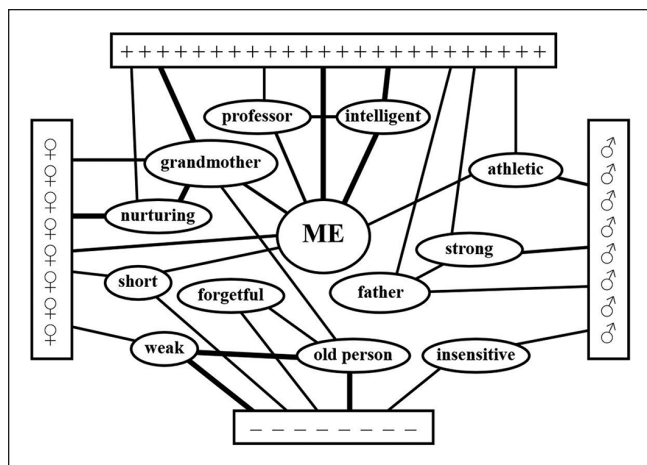 + + + + + + + + + + + + + + + + + + + + + + + + + + + +
professor
intelligent
grandmother
athletic
nurturing
ME
strong
short
forgetful
father
weak
old person
insensitive
♀
♀
♀
♀
♀
♀
♀
♀
♂
♂
♂
♂
♂
♂
♂
♂
– – – – – – – –